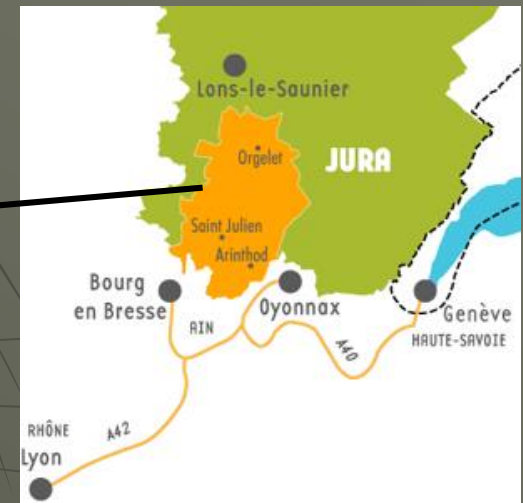 Lons-le-Saunier
Orgelet
JURA
Saint Julien
Arinthod
Bourg
en Bresse
Oyonnax
Genève
AIN
HAUTE-SAVOIE
A40
RHÔNE
A42
Lyon